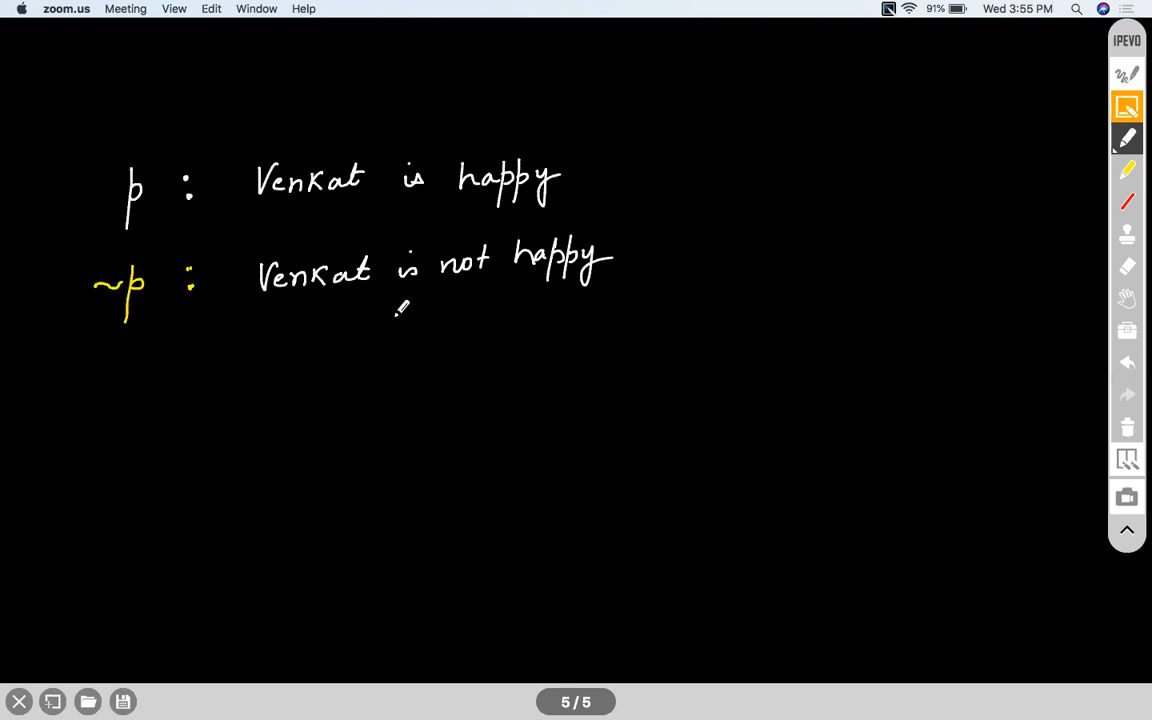 zoom.us Meeting View Edit Window Help 91% Wed 3:55 PM
IPEVO
p : Venkat is happy
~p : Venkat is not happy
5 / 5